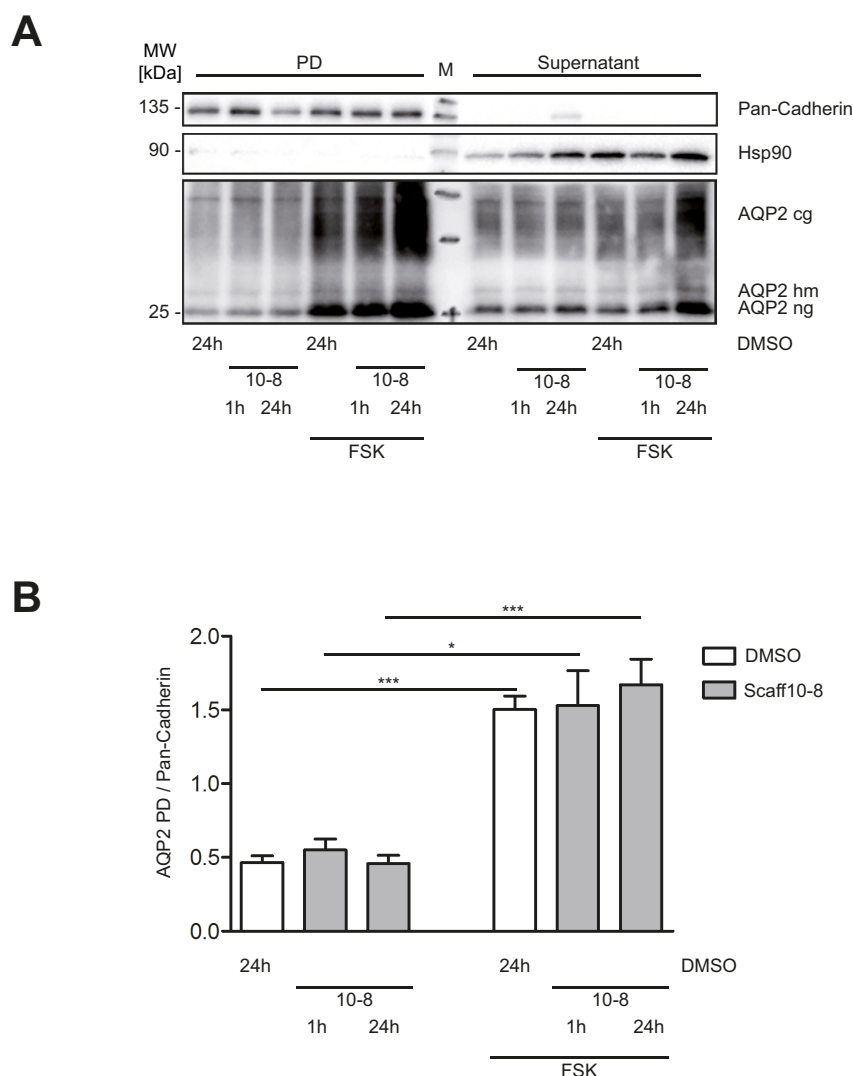 A
MW
[kDa]
PD
M
Supernatant
135 -
Pan-Cadherin
90 -
Hsp90
AQP2 cg
AQP2 hm
25 -
AQP2 ng
24h 24h 24h 24h DMSO
10-8 10-8 10-8 10-8
1h 24h 1h 24h 1h 24h 1h 24h
FSK FSK
B
***
*
***
2.0
1.5
1.0
0.5
0.0
AQP2 PD / Pan-Cadherin
DMSO
Scaff10-8
24h 24h DMSO
10-8 10-8
1h 24h 1h 24h
FSK